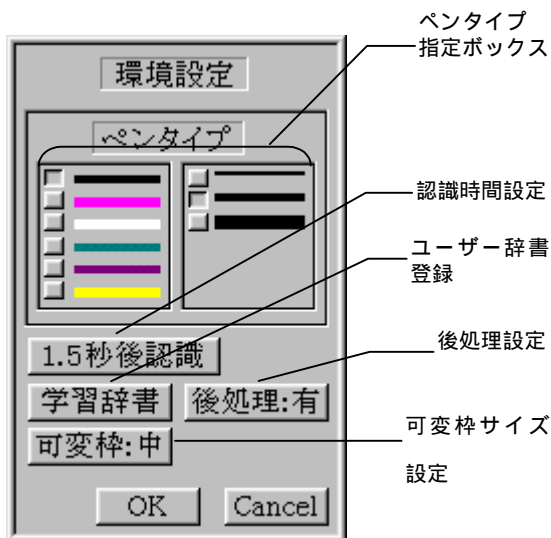 ペンタイプ
指定ボックス
環境設定
ペンタイプ
認識時間設定
ユーザー辞書
登録
1.5秒後認識
後処理設定
学習辞書
後処理:有
可変枠:中
可変枠サイズ
設定
OK
Cancel